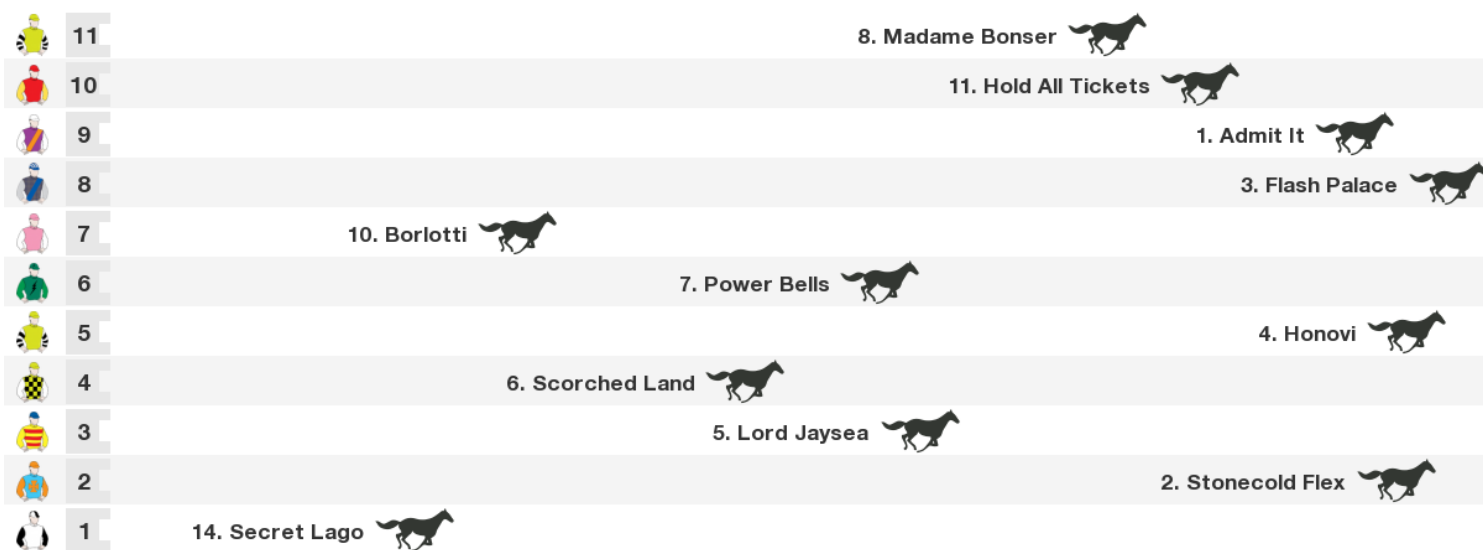 11 8. Madame Bonser
10 11. Hold All Tickets
9 1. Admit It
8 3. Flash Palace
7 10. Borlotti
6 7. Power Bells
5 4. Honovi
4 6. Scorched Land
3 5. Lord Jaysea
2 2. Stonecold Flex
1 14. Secret Lago